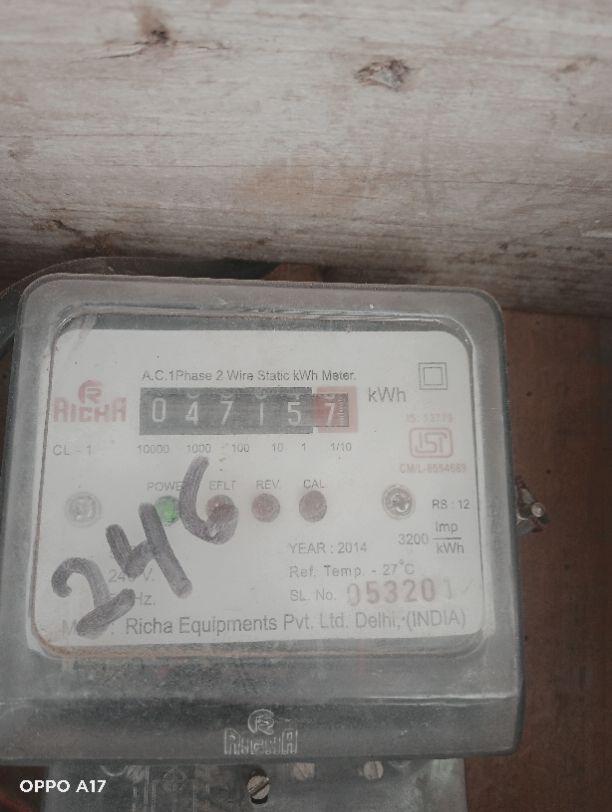 A.C.1Phase 2 Wire Static kWh Meter.
RICHA
0 4 7 1 5 7
kWh
IS: 13779
CL - 1
10000 1000 100 10 1 1/10
ISI
CM/L-8554689
POWER EFLT REV. CAL
RS : 12
246
YEAR : 2014
3200 Imp/kWh
240 V.
Ref. Temp. - 27°C
Hz.
SL. No. 053201
Richa Equipments Pvt. Ltd. Delhi, (INDIA)
RICHA
OPPO A17